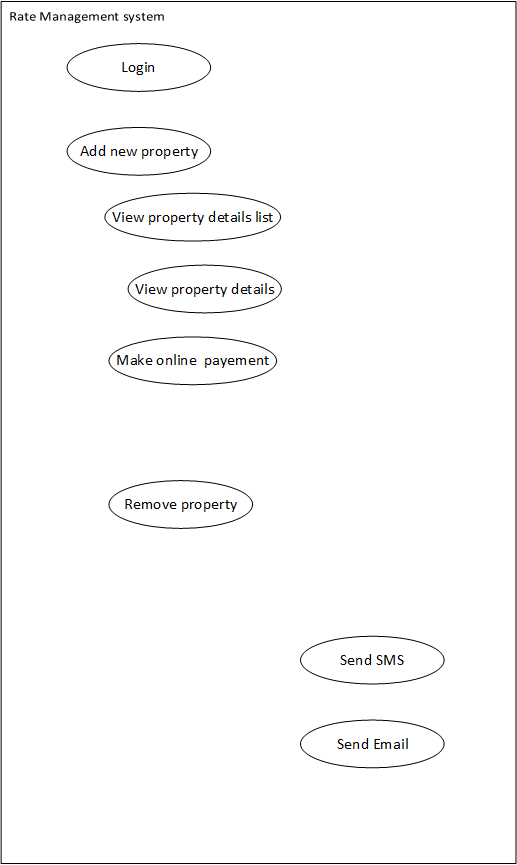 Rate Management system
Login
Add new property
View property details list
View property details
Make online  payement
Remove property
Send SMS
Send Email